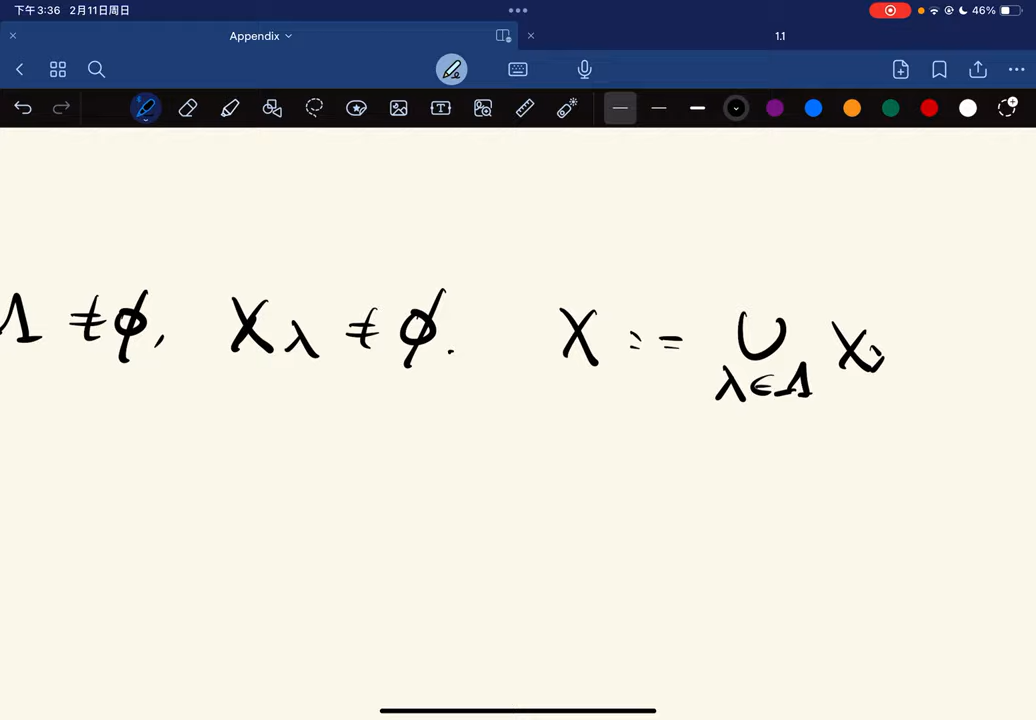 下午3:36 2月11日周日 46%
Appendix 1.1
Λ ≠ ϕ, X_λ ≠ ϕ. X := ∪_{λ∈Λ} X_λ